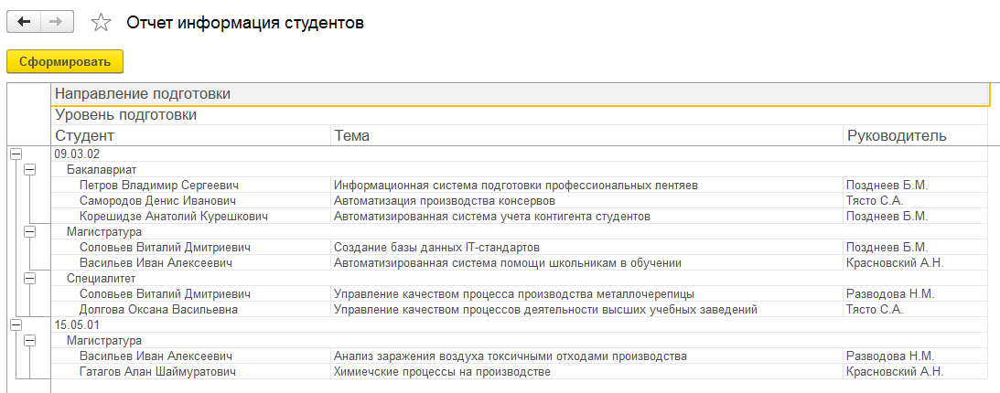 Отчет информация студентов
Сформировать
Направление подготовки
Уровень подготовки
Студент Тема Руководитель
09.03.02
Бакалавриат
Петров Владимир Сергеевич Информационная система подготовки профессиональных лентяев Позднеев Б.М.
Самородов Денис Иванович Автоматизация производства консервов Тясто С.А.
Корешидзе Анатолий Курешкович Автоматизированная система учета контигента студентов Позднеев Б.М.
Магистратура
Соловьев Виталий Дмитриевич Создание базы данных IT-стандартов Позднеев Б.М.
Васильев Иван Алексеевич Автоматизированная система помощи школьникам в обучении Красновский А.Н.
Специалитет
Соловьев Виталий Дмитриевич Управление качеством процесса производства металлочерепицы Разводова Н.М.
Долгова Оксана Васильевна Управление качеством процессов деятельности высших учебных заведений Тясто С.А.
15.05.01
Магистратура
Васильев Иван Алексеевич Анализ заражения воздуха токсичными отходами производства Разводова Н.М.
Гатагов Алан Шаймуратович Химиечские процессы на производстве Красновский А.Н.